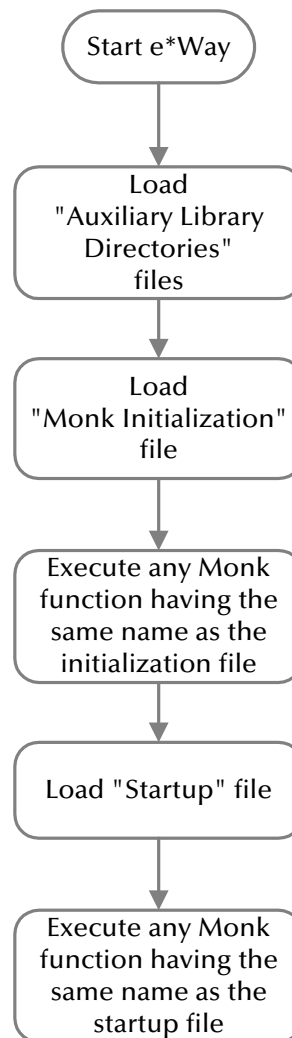 Start e*Way
Load
"Auxiliary Library
Directories"
files
Load
"Monk Initialization"
file
Execute any Monk
function having the
same name as the
initialization file
Load "Startup" file
Execute any Monk
function having the
same name as the
startup file